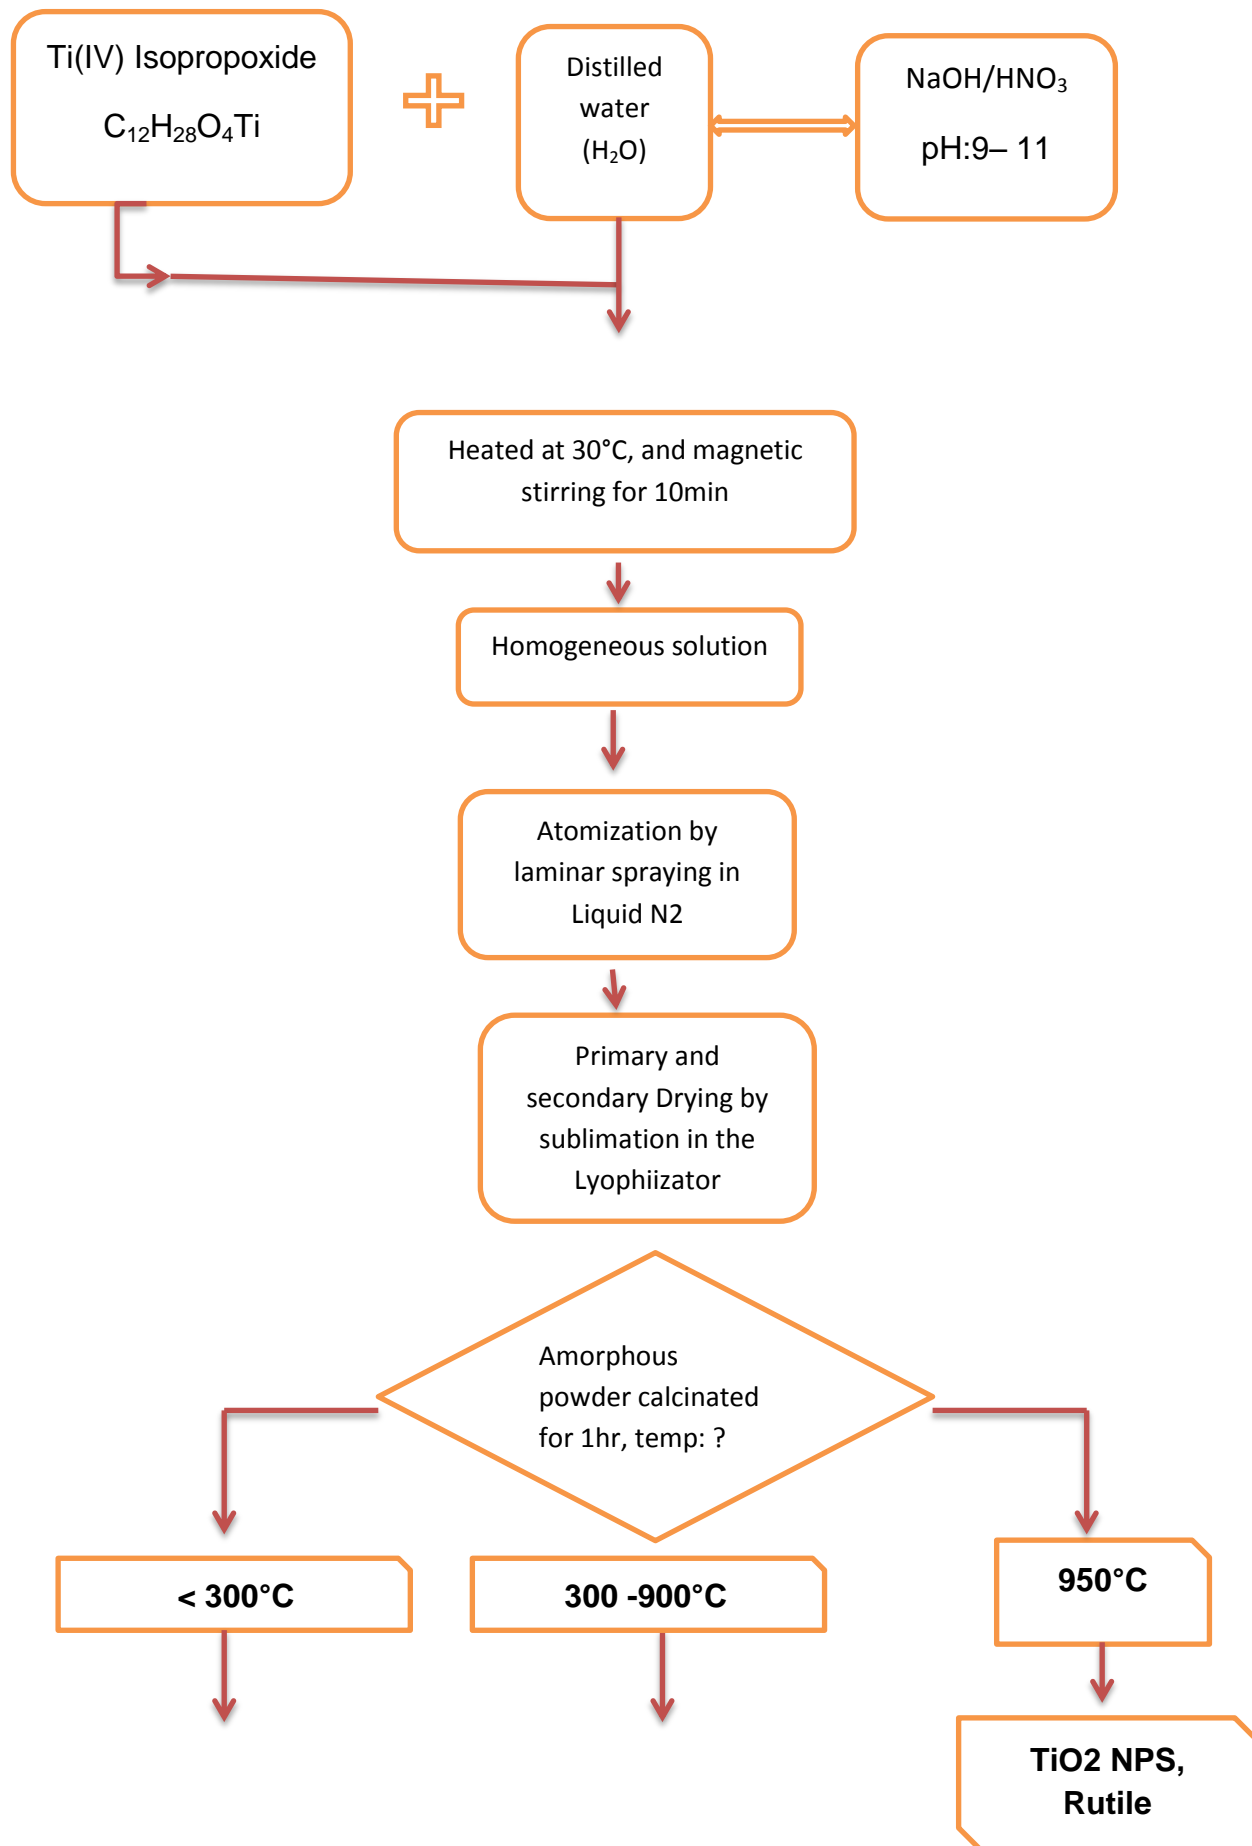 Ti(IV) Isopropoxide
C₁₂H₂₈O₄Ti
Distilled
water
(H₂O)
NaOH/HNO₃
pH:9– 11
Heated at 30°C, and magnetic
stirring for 10min
Homogeneous solution
Atomization by
laminar spraying in
Liquid N2
Primary and
secondary Drying by
sublimation in the
Lyophiizator
Amorphous
powder calcinated
for 1hr, temp: ?
< 300°C
300 -900°C
950°C
TiO2 NPS,
Rutile